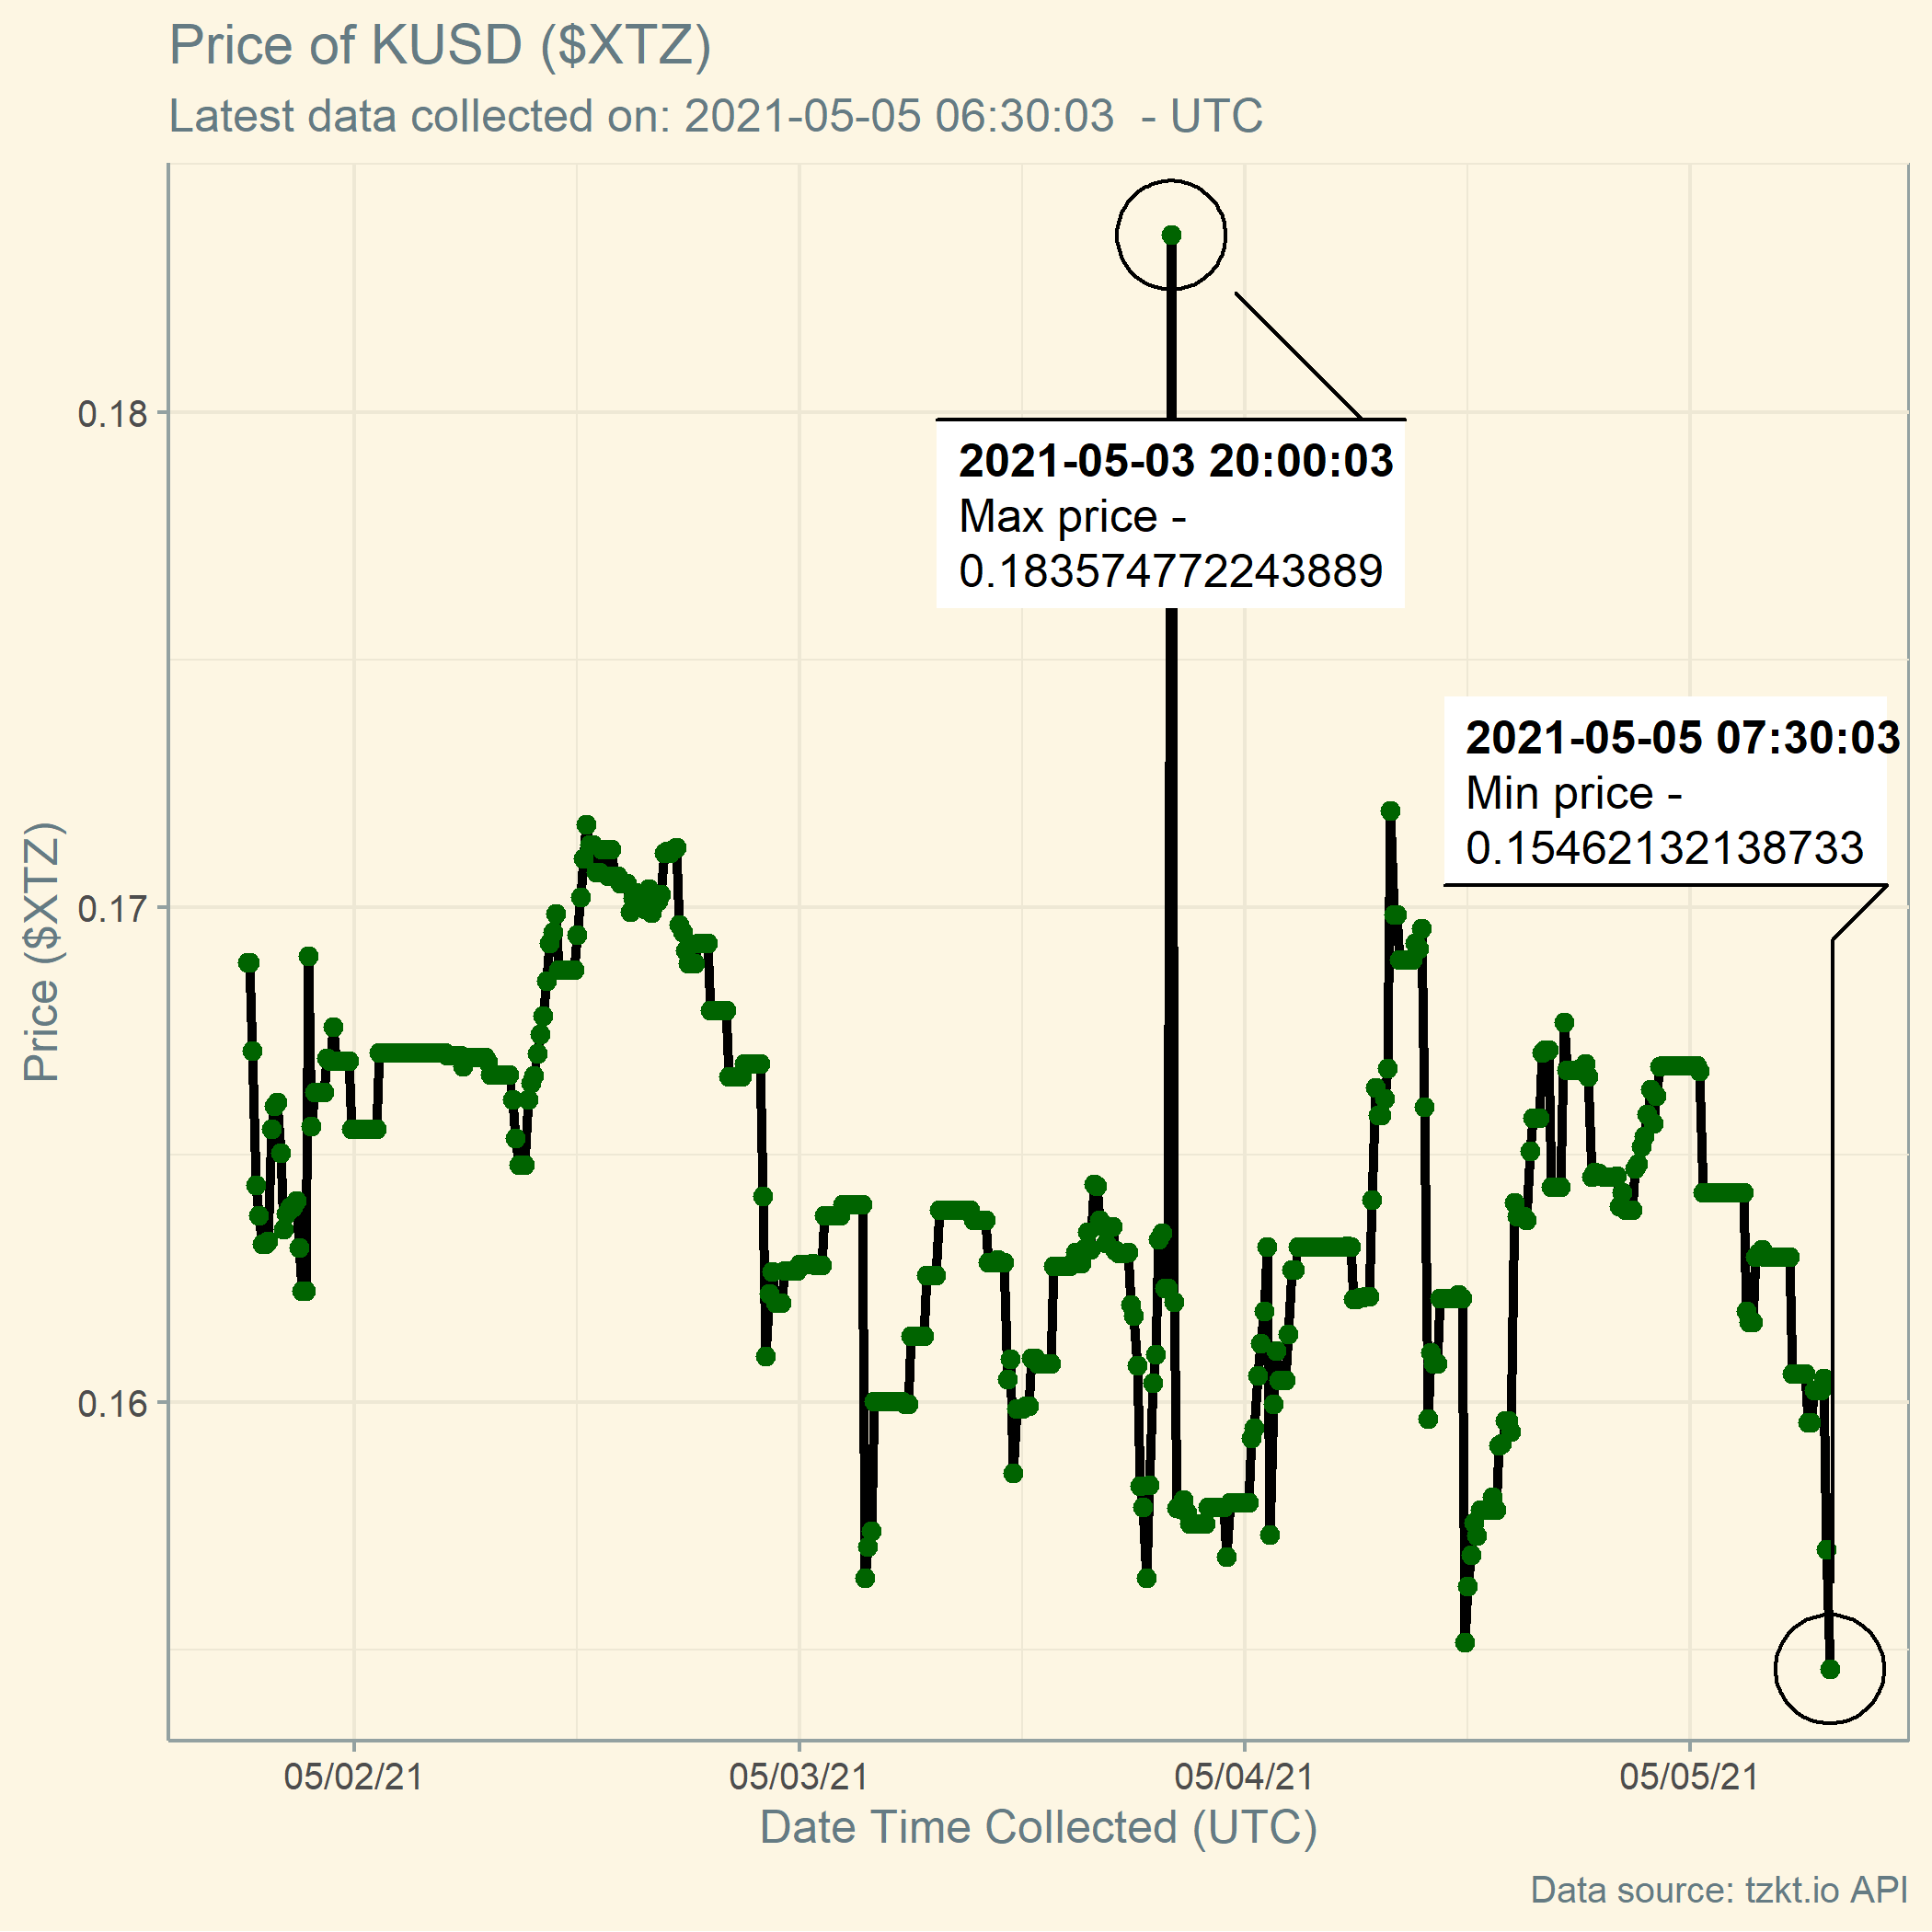 Price of KUSD ($XTZ)
Latest data collected on: 2021-05-05 06:30:03  - UTC
2021-05-03 20:00:03
Max price -
0.183574772243889
2021-05-05 07:30:03
Min price -
0.15462132138733
Price ($XTZ)
0.18
0.17
0.16
05/02/21
05/03/21
05/04/21
05/05/21
Date Time Collected (UTC)
Data source: tzkt.io API